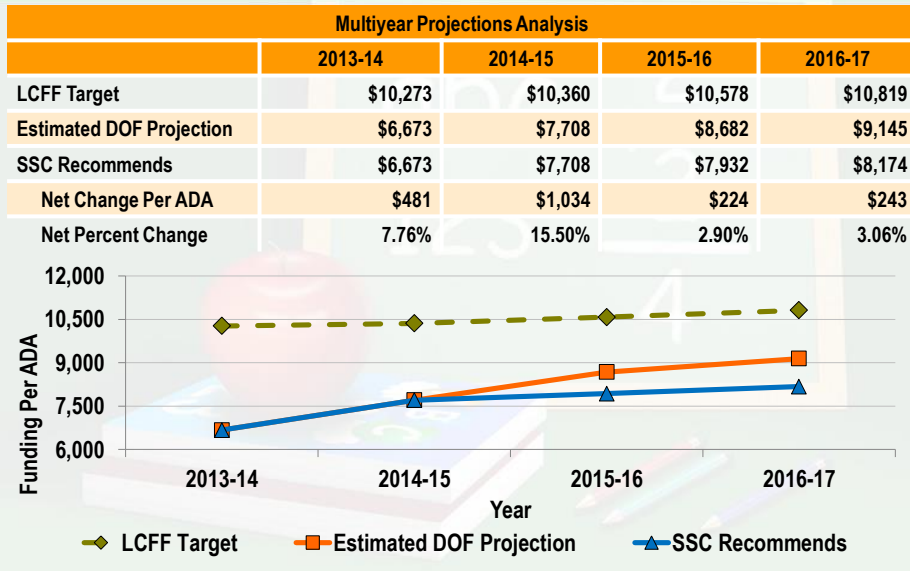 Multiyear Projections Analysis
2013-14 2014-15 2015-16 2016-17
LCFF Target $10,273 $10,360 $10,578 $10,819
Estimated DOF Projection $6,673 $7,708 $8,682 $9,145
SSC Recommends $6,673 $7,708 $7,932 $8,174
Net Change Per ADA $481 $1,034 $224 $243
Net Percent Change 7.76% 15.50% 2.90% 3.06%
12,000
10,500
9,000
7,500
6,000
Funding Per ADA
2013-14 2014-15 2015-16 2016-17
Year
LCFF Target Estimated DOF Projection SSC Recommends